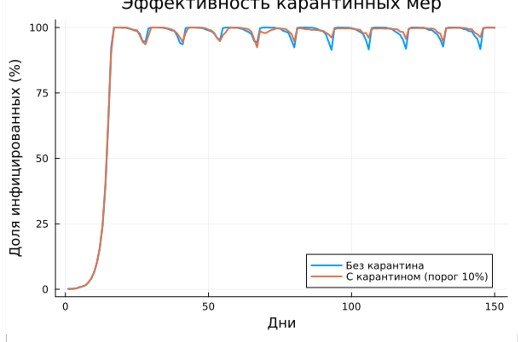 Эффективность карантинных мер
Доля инфицированных (%)
100
75
50
25
0
Без карантина
С карантином (порог 10%)
0
50
100
150
Дни